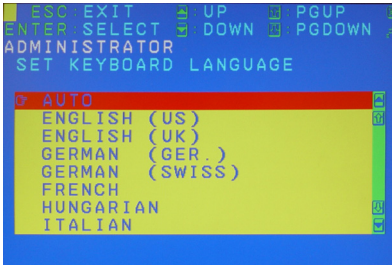 ESC:EXIT :UP :PGUP
ENTER:SELECT :DOWN :PGDOWN
ADMINISTRATOR
SET KEYBOARD LANGUAGE
AUTO
ENGLISH (US)
ENGLISH (UK)
GERMAN (GER.)
GERMAN (SWISS)
FRENCH
HUNGARIAN
ITALIAN